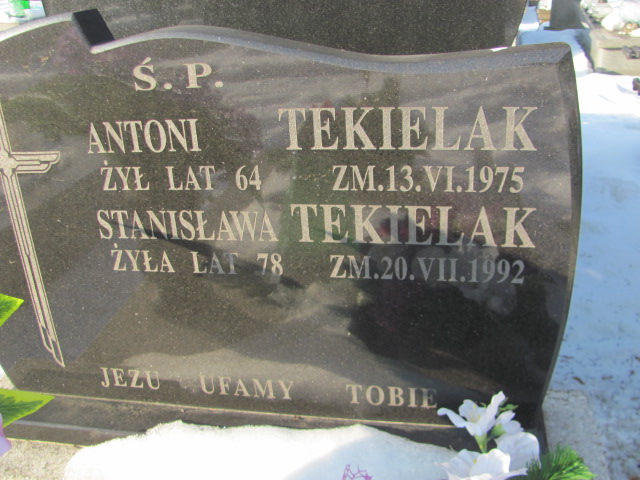 Ś. P.
ANTONI TEKIELAK
ŻYŁ LAT 64 ZM.13.VI.1975
STANISŁAWA TEKIELAK
ŻYŁA LAT 78 ZM.20.VII.1992
JEZU UFAMY TOBIE